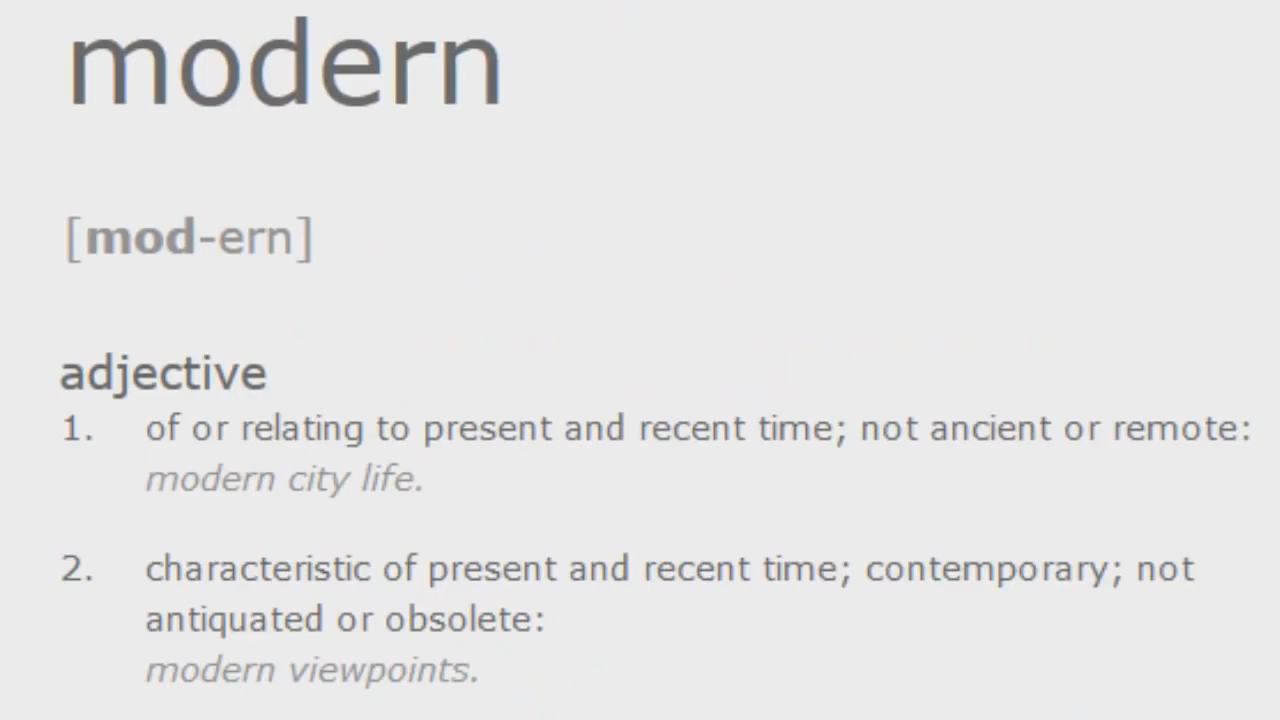 modern
[mod-ern]
adjective
1. of or relating to present and recent time; not ancient or remote:
modern city life.
2. characteristic of present and recent time; contemporary; not
antiquated or obsolete:
modern viewpoints.